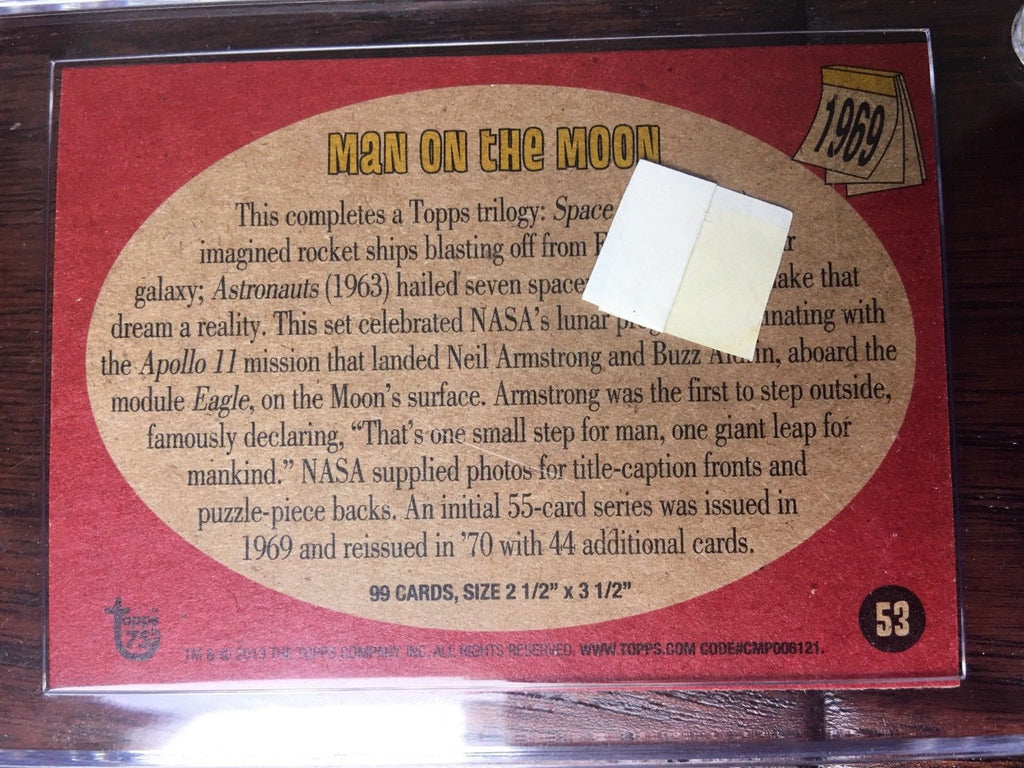 MAN ON THE MOON
1969
This completes a Topps trilogy: Space
imagined rocket ships blasting off from
galaxy; Astronauts (1963) hailed seven that
dream a reality. This set celebrated NASA's lunar with
the Apollo 11 mission that landed Neil Armstrong and Buzz Aldrin, aboard the
module Eagle, on the Moon's surface. Armstrong was the first to step outside,
famously declaring, "That's one small step for man, one giant leap for
mankind." NASA supplied photos for title-caption fronts and
puzzle-piece backs. An initial 55-card series was issued in
1969 and reissued in '70 with 44 additional cards.
99 CARDS, SIZE 2 1/2" x 3 1/2"
53
topps
75
TM & © 2013 THE TOPPS COMPANY, INC. ALL RIGHTS RESERVED. WWW.TOPPS.COM CODE#CMP006121.